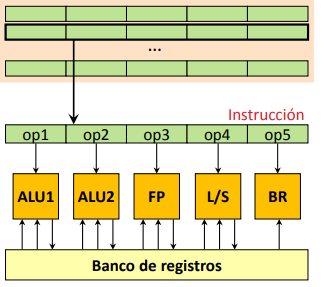 ...
Instrucción
op1 op2 op3 op4 op5
ALU1 ALU2 FP L/S BR
Banco de registros